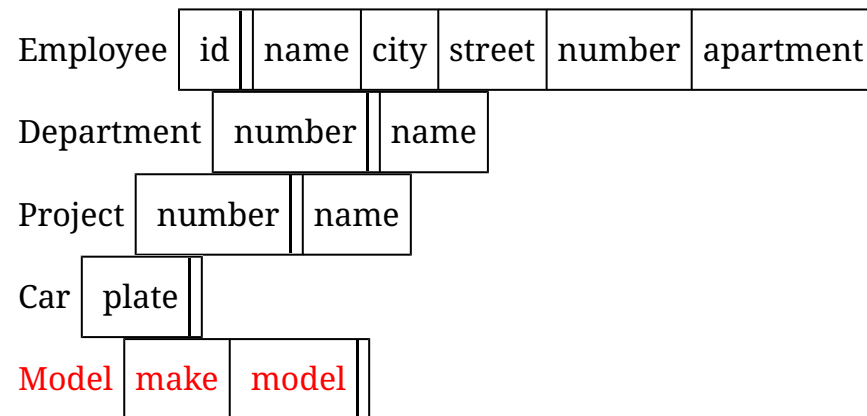 Employee id name city street number apartment
Department number name
Project number name
Car plate
Model make model